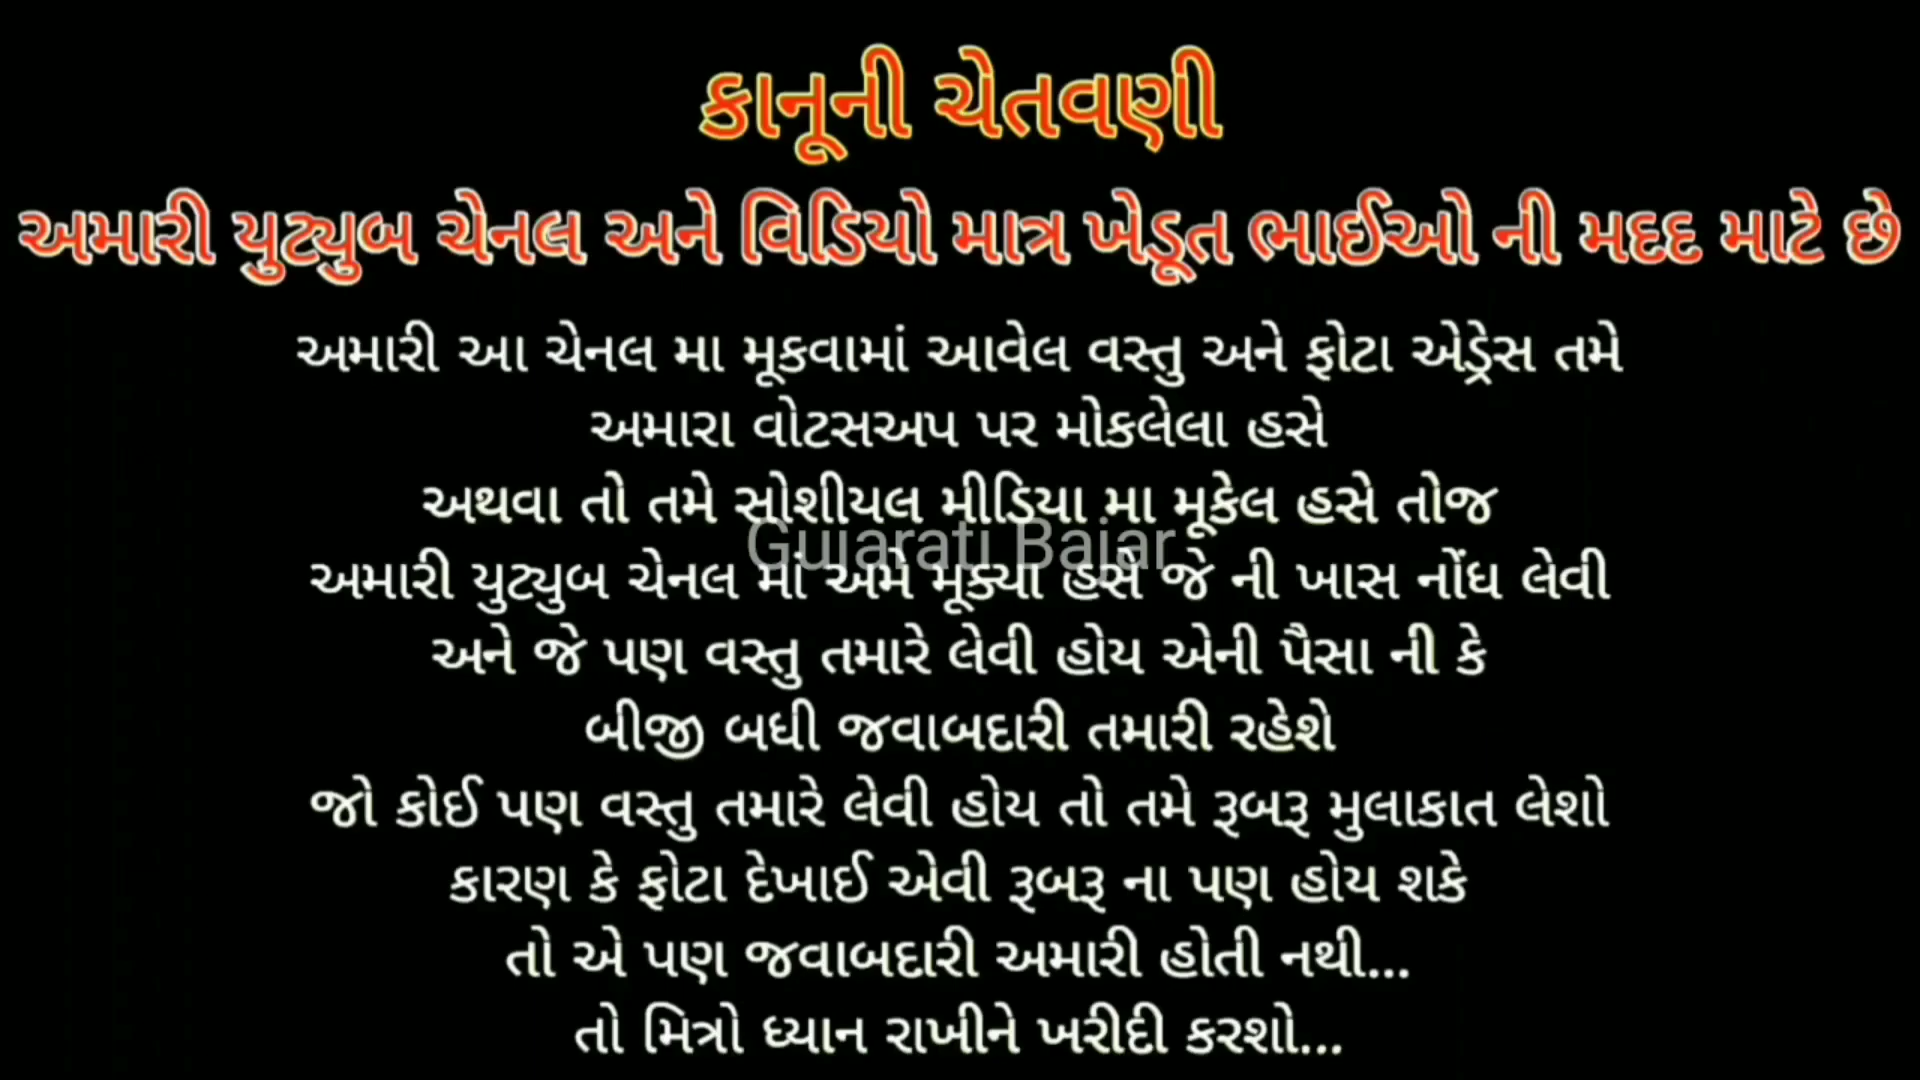 કાનૂની ચેતવણી
અમારી યુટ્યુબ ચેનલ અને વિડિયો માત્ર ખેડૂત ભાઈઓ ની મદદ માટે છે
અમારી આ ચેનલ મા મૂકવામાં આવેલ વસ્તુ અને ફોટા એડ્રેસ તમે
અમારા વોટસઅપ પર મોકલેલા હસે
અથવા તો તમે સોશીયલ મીડિયા મા મૂકેલ હસે તોજ
Gujarati Bajar
અમારી યુટ્યુબ ચેનલ માં અમે મૂક્યા હસે જે ની ખાસ નોંધ લેવી
અને જે પણ વસ્તુ તમારે લેવી હોય એની પૈસા ની કે
બીજી બધી જવાબદારી તમારી રહેશે
જો કોઈ પણ વસ્તુ તમારે લેવી હોય તો તમે રૂબરૂ મુલાકાત લેશો
કારણ કે ફોટા દેખાઈ એવી રૂબરૂ ના પણ હોય શકે
તો એ પણ જવાબદારી અમારી હોતી નથી...
તો મિત્રો ધ્યાન રાખીને ખરીદી કરશો...